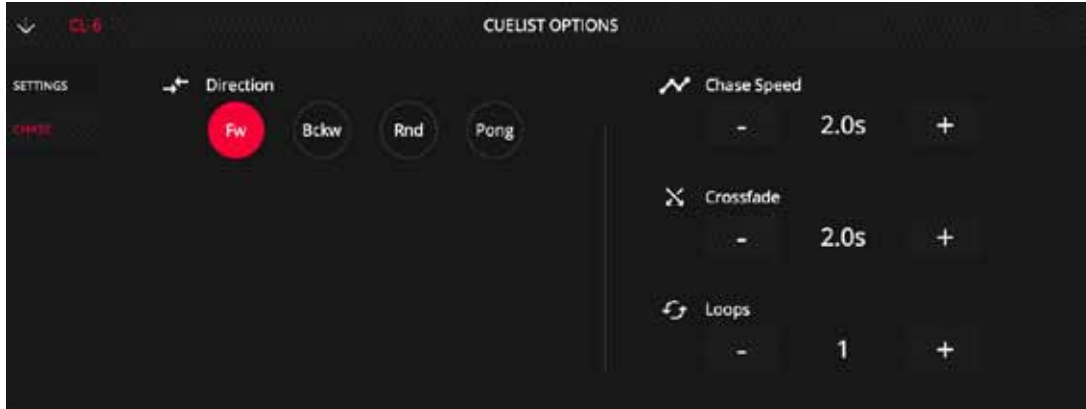 CL-6
CUELIST OPTIONS
SETTINGS
CHASE
Direction
Fw
Bckw
Rnd
Pong
Chase Speed
- 2.0s +
Crossfade
- 2.0s +
Loops
- 1 +